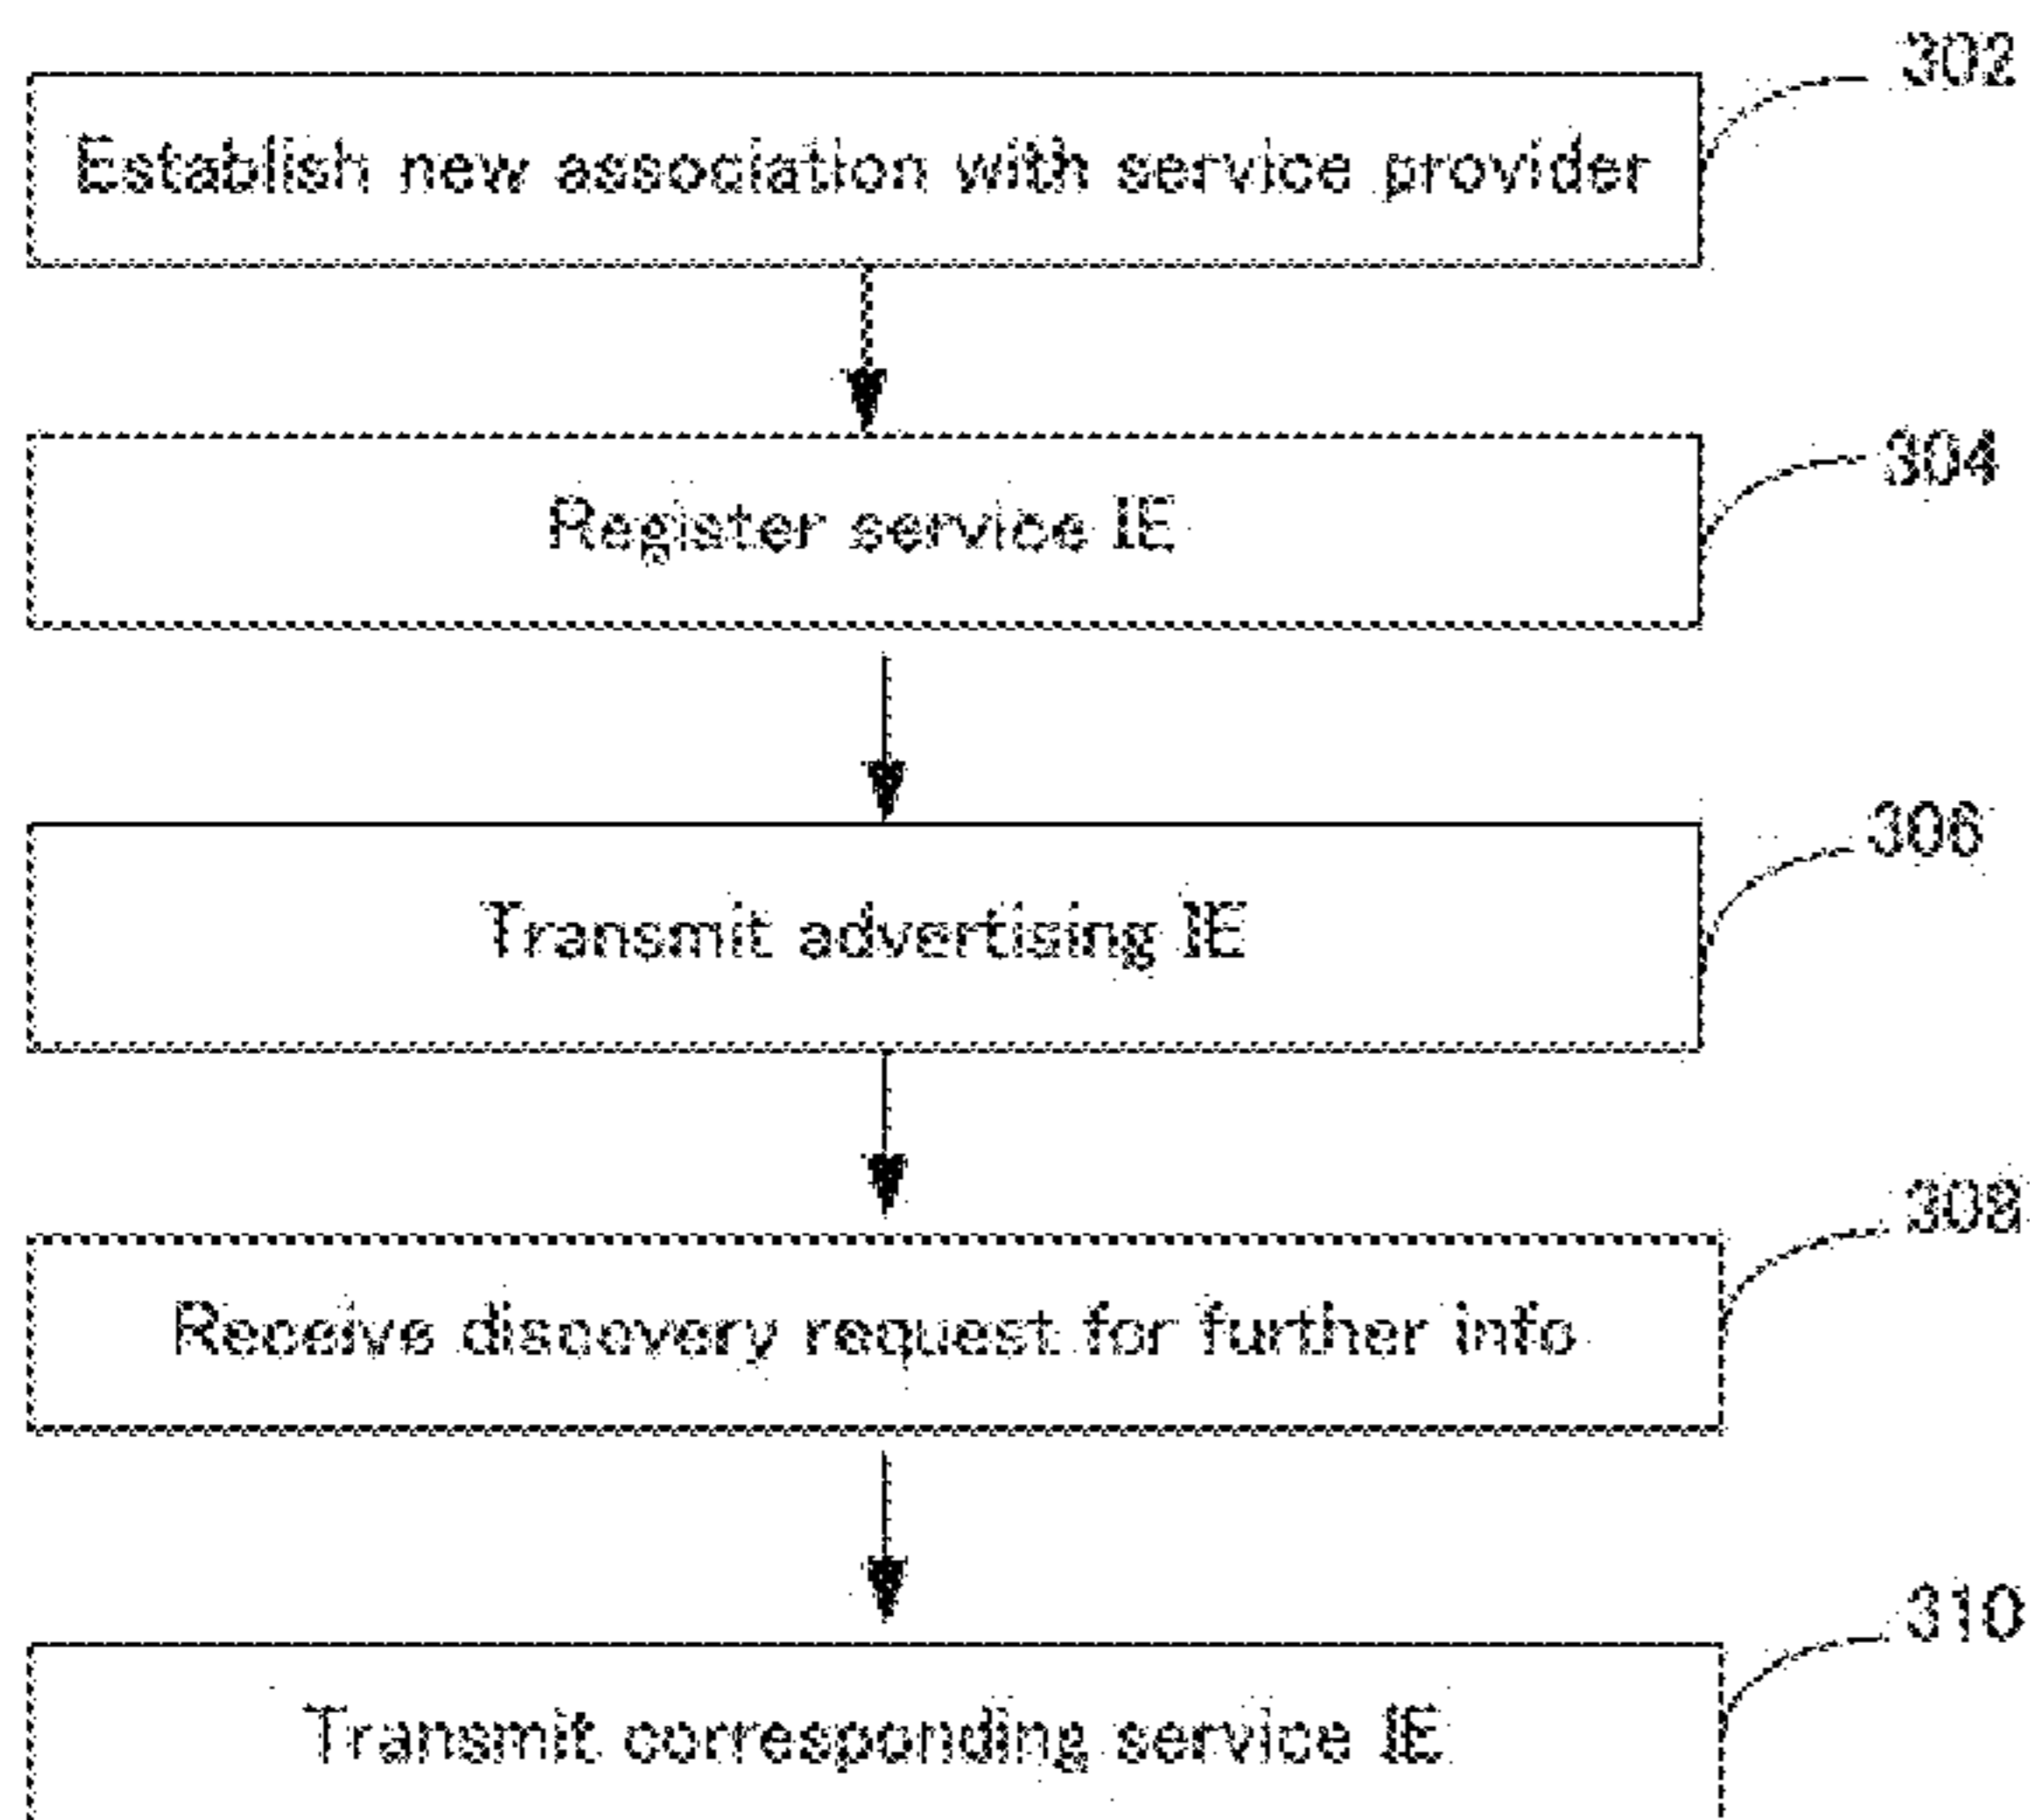 302
Establish new association with service provider
304
Register service IE
306
Transmit advertising IE
308
Receive discovery request for further info
310
Transmit corresponding service IE